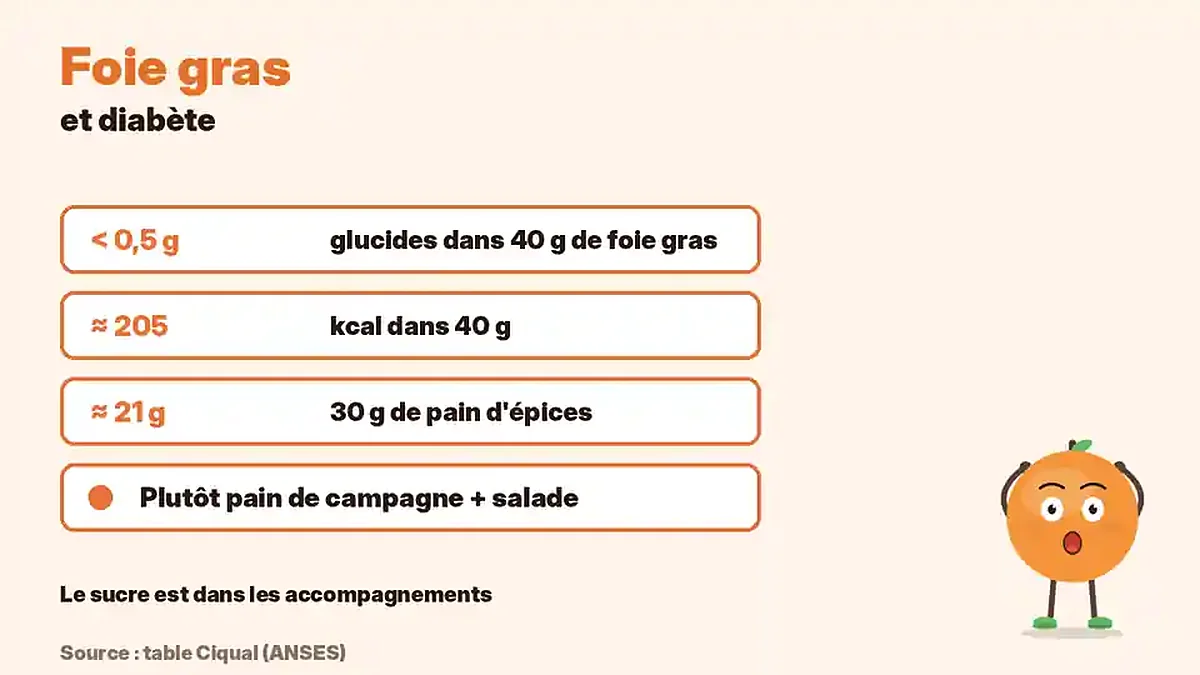 Foie gras
et diabète
< 0,5 g glucides dans 40 g de foie gras
≈ 205 kcal dans 40 g
≈ 21 g 30 g de pain d'épices
Plutôt pain de campagne + salade
Le sucre est dans les accompagnements
Source : table Ciqual (ANSES)